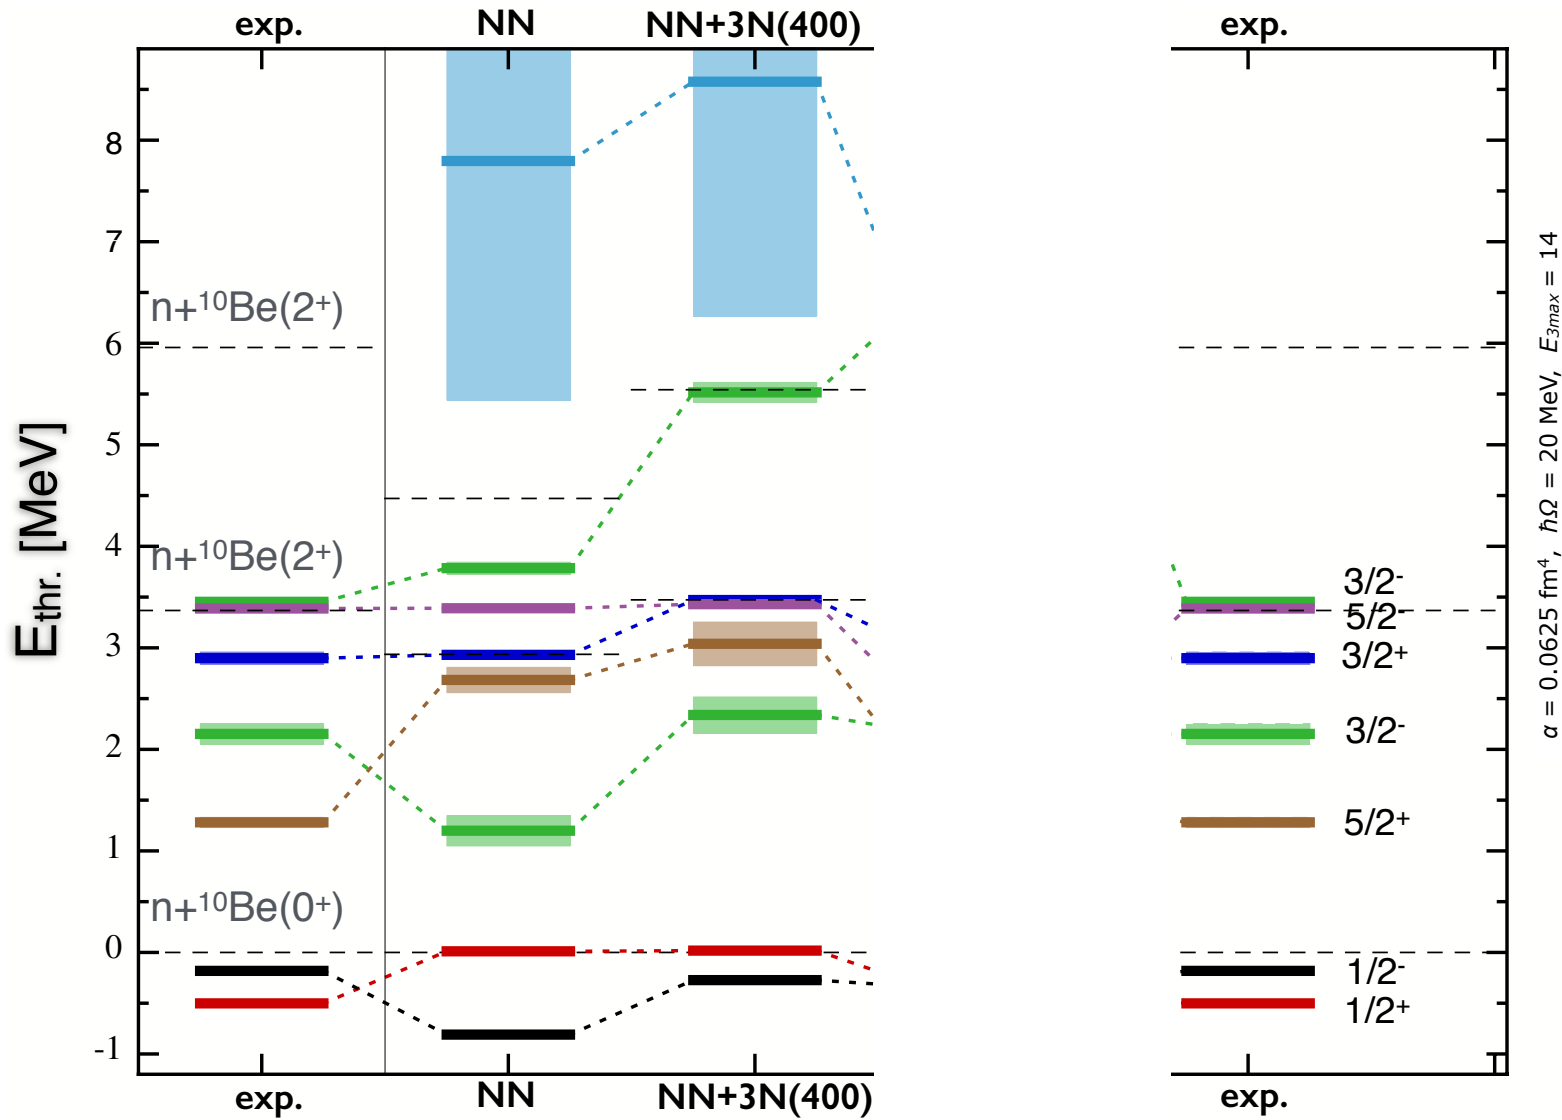 exp. NN NN+3N(400) exp.
8
7
n+¹⁰Be(2⁺)
6
5
n+¹⁰Be(2⁺)
4
3
2
1
n+¹⁰Be(0⁺)
0
-1
E_thr. [MeV]
3/2⁻
5/2⁻
3/2⁺
3/2⁻
5/2⁺
1/2⁻
1/2⁺
exp. NN NN+3N(400) exp.
α = 0.0625 fm⁴, ℏΩ = 20 MeV, E_3max = 14